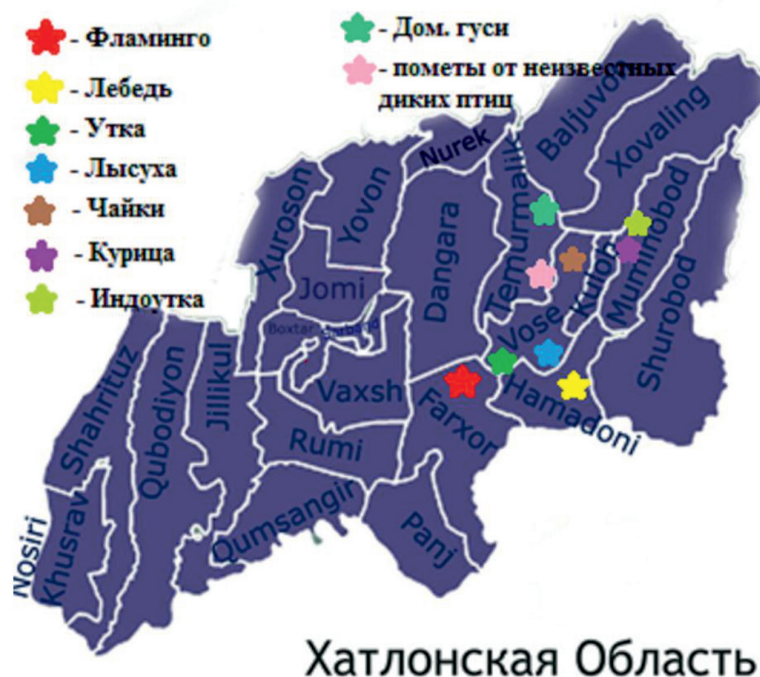 - Фламинго
- Лебедь
- Утка
- Лысуха
- Чайки
- Курица
- Индоутка
- Дом. гуси
- пометы от неизвестных
диких птиц
Baljuvon
Xovaling
Nurek
Temurmalik
Muminobod
Shurobod
Xuroson
Yovon
Dangara
Kulob
Vose
Jomi
Boxtar
Sarband
Vaxsh
Farxor
Hamadoni
Rumi
Shahrituz
Qubodiyon
Jillikul
Qumsangir
Panj
Nosiri
Khusrav
Хатлонская Область